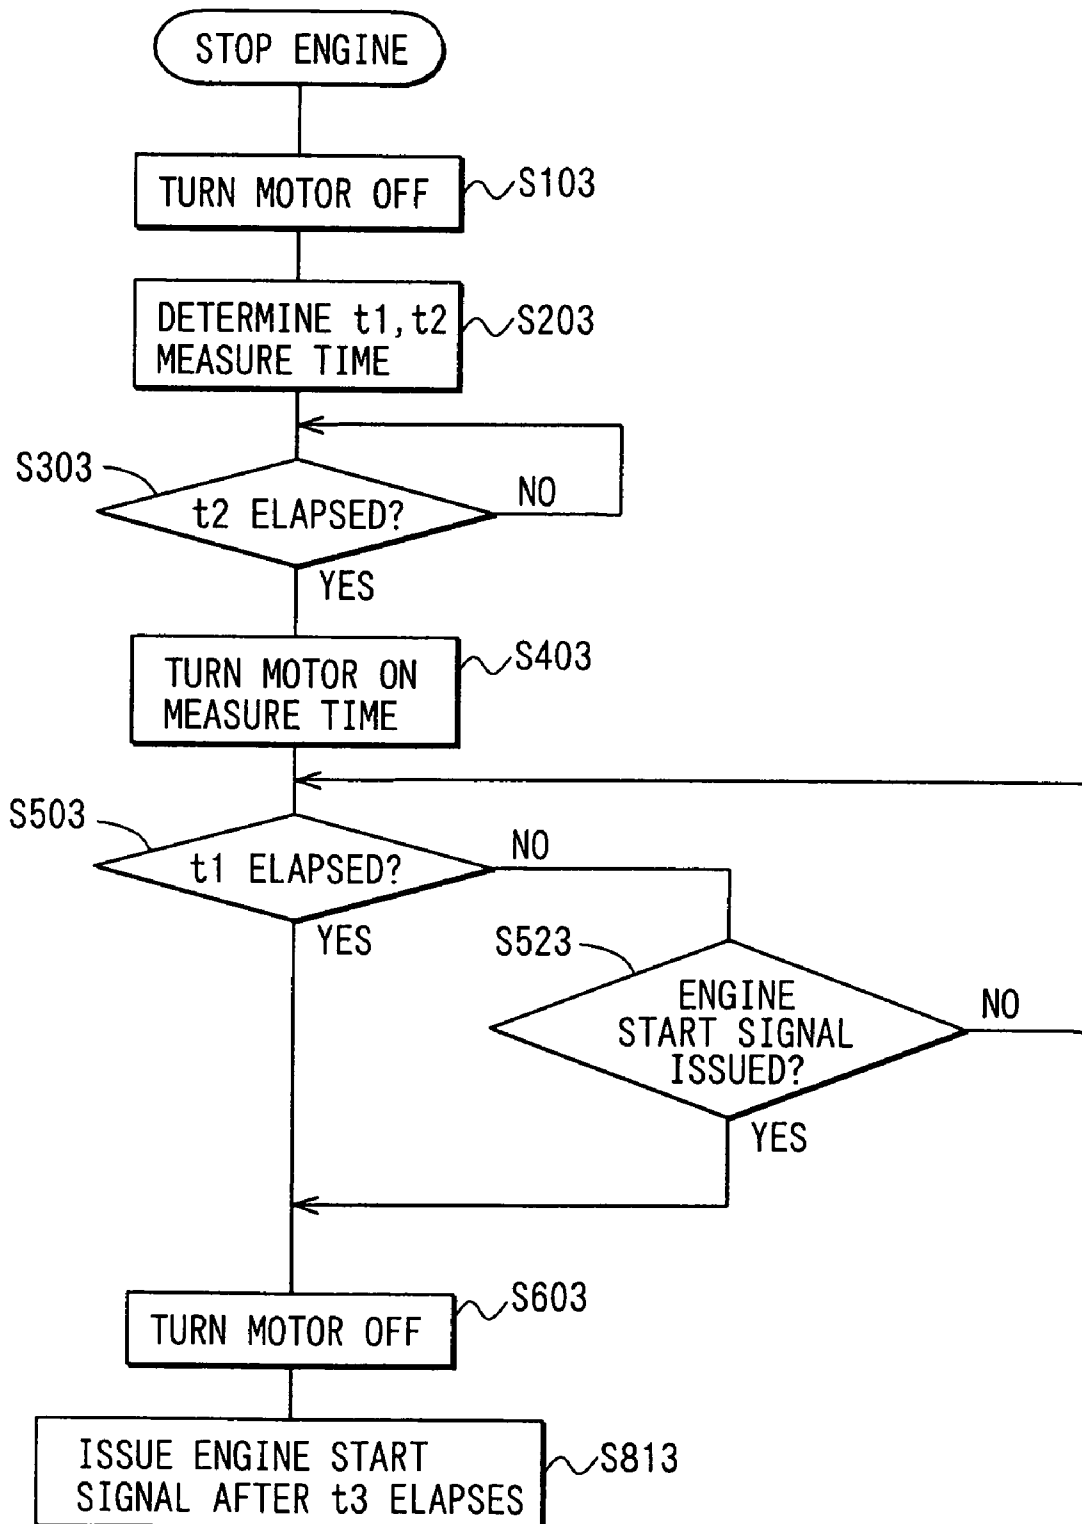 STOP ENGINE
TURN MOTOR OFF
S103
DETERMINE t1,t2
MEASURE TIME
S203
S303
t2 ELAPSED?
NO
YES
TURN MOTOR ON
MEASURE TIME
S403
S503
t1 ELAPSED?
NO
YES
S523
ENGINE
START SIGNAL
ISSUED?
NO
YES
TURN MOTOR OFF
S603
ISSUE ENGINE START
SIGNAL AFTER t3 ELAPSES
S813